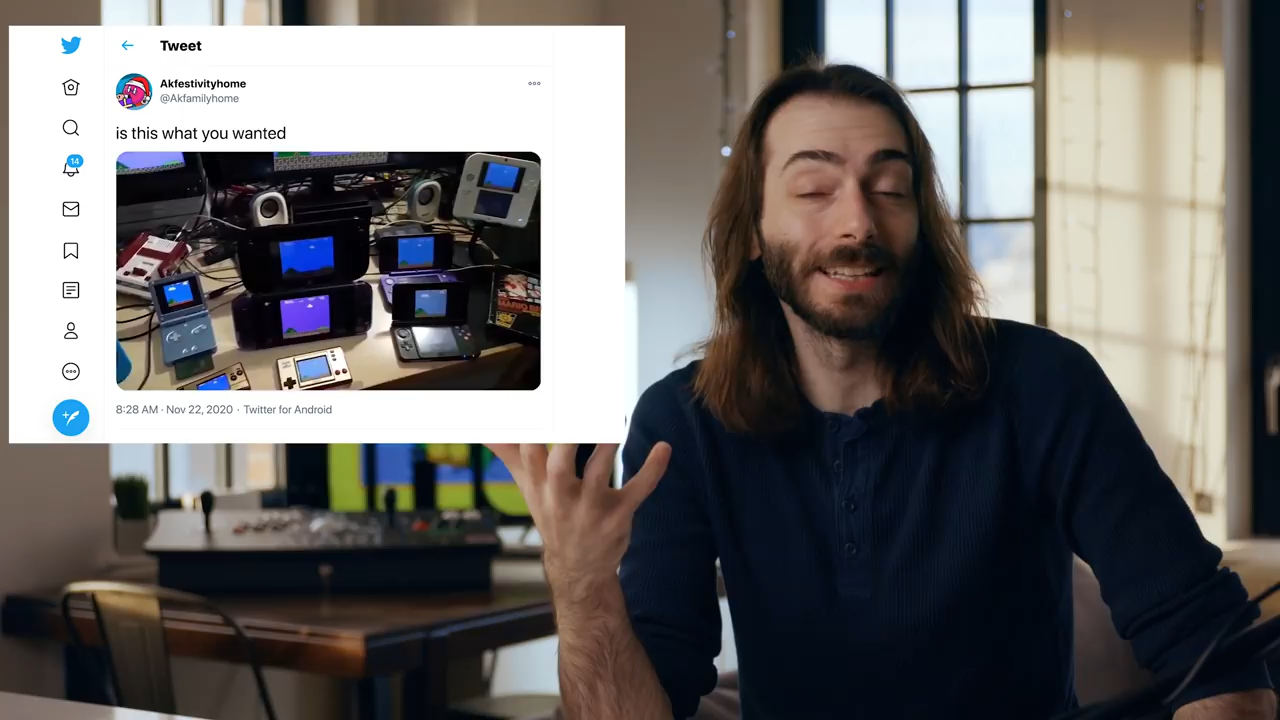 Tweet
Akfestivityhome
@Akfamilyhome
is this what you wanted
14
8:28 AM · Nov 22, 2020 · Twitter for Android